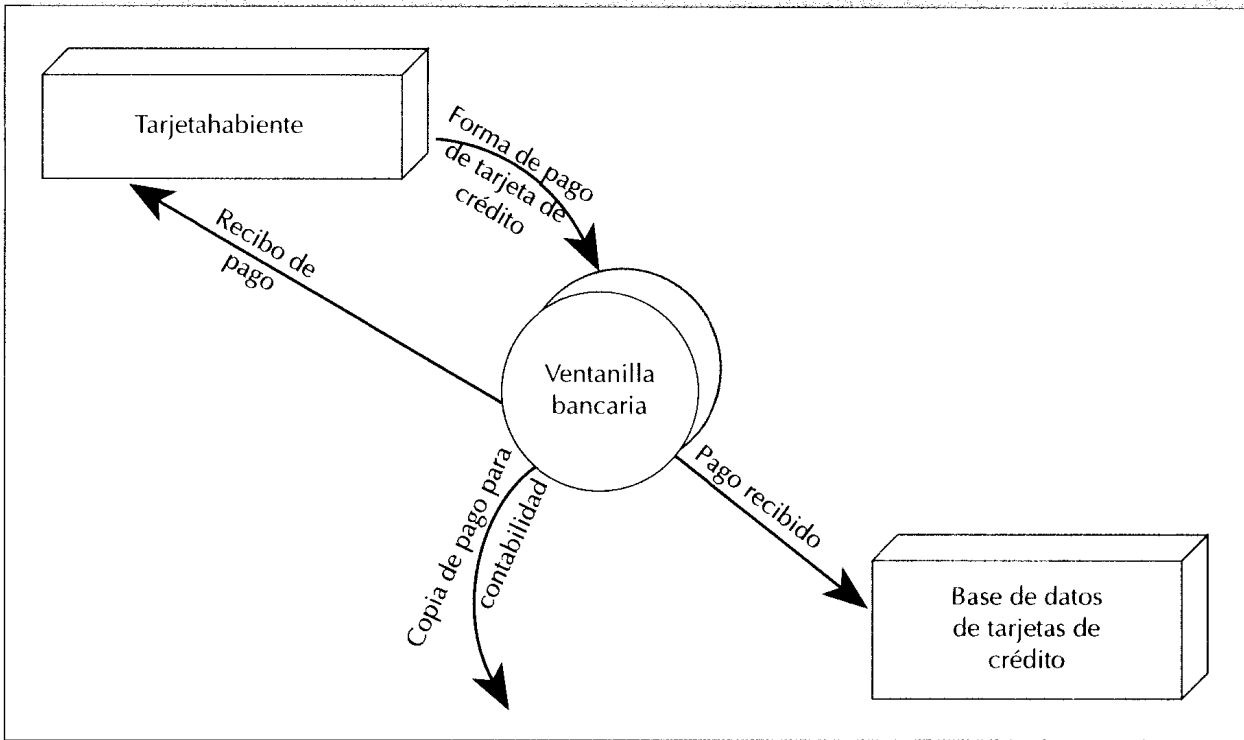 Tarjetahabiente
Forma de pago
de tarjeta de
crédito
Recibo de
pago
Ventanilla
bancaria
Copia de pago para
contabilidad
Pago recibido
Base de datos
de tarjetas de
crédito